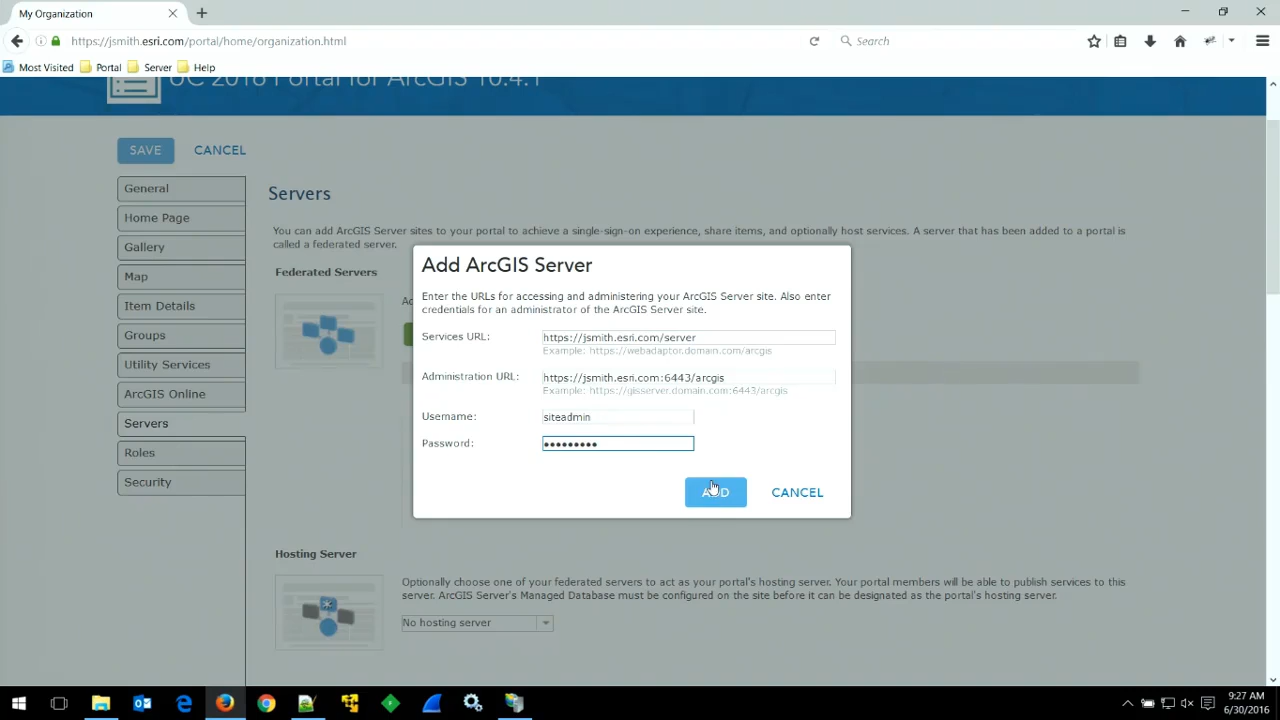 My Organization
https://jsmith.esri.com/portal/home/organization.html
Search
Most Visited
Portal
Server
Help
UC 2016 Portal for ArcGIS 10.4.1
SAVE
CANCEL
General
Home Page
Gallery
Map
Item Details
Groups
Utility Services
ArcGIS Online
Servers
Roles
Security
Servers
You can add ArcGIS Server sites to your portal to achieve a single-sign-on experience, share items, and optionally host services. A server that has been added to a portal is
called a federated server.
Federated Servers
Add ArcGIS Server
Enter the URLs for accessing and administering your ArcGIS Server site. Also enter
credentials for an administrator of the ArcGIS Server site.
Services URL:
https://jsmith.esri.com/server
Example: https://webadaptor.domain.com/arcgis
Administration URL:
https://jsmith.esri.com:6443/arcgis
Example: https://gisserver.domain.com:6443/arcgis
Username:
siteadmin
Password:
•••••••••
ADD
CANCEL
Hosting Server
Optionally choose one of your federated servers to act as your portal's hosting server. Your portal members will be able to publish services to this
server. ArcGIS Server's Managed Database must be configured on the site before it can be designated as the portal's hosting server.
No hosting server
9:27 AM
6/30/2016